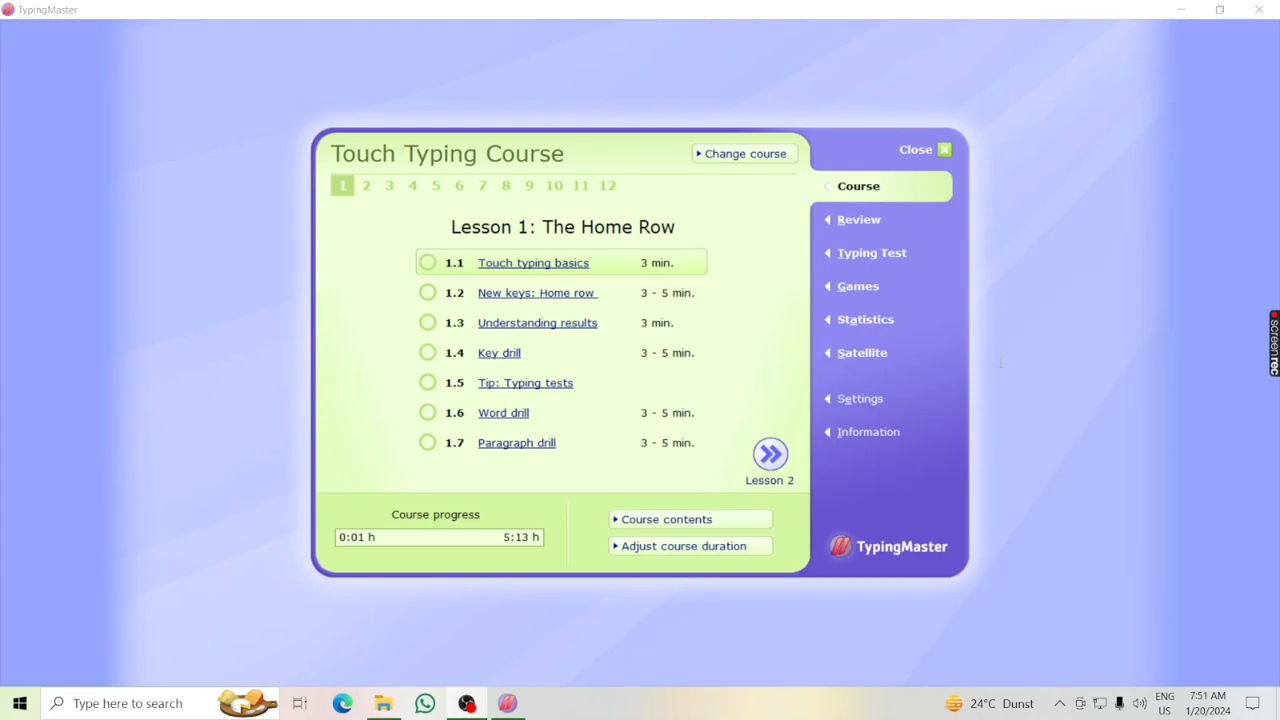 TypingMaster
Touch Typing Course
Change course
Close
1 2 3 4 5 6 7 8 9 10 11 12
Course
Lesson 1: The Home Row
Review
1.1 Touch typing basics 3 min.
Typing Test
1.2 New keys: Home row 3 - 5 min.
Games
1.3 Understanding results 3 min.
Statistics
1.4 Key drill 3 - 5 min.
Satellite
1.5 Tip: Typing tests
Settings
1.6 Word drill 3 - 5 min.
Information
1.7 Paragraph drill 3 - 5 min.
Lesson 2
Course progress
0:01 h 5:13 h
Course contents
Adjust course duration
TypingMaster
screenrec
Type here to search
24°C Dunst
ENG
US
7:51 AM
1/20/2024